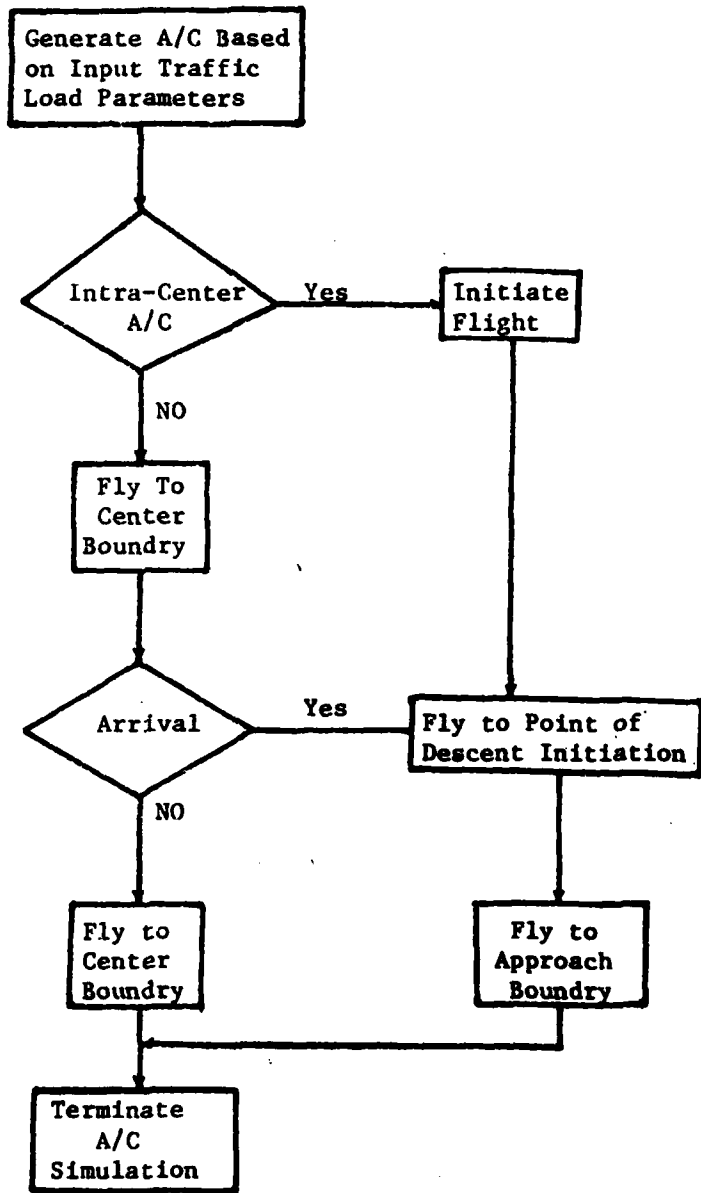 Generate A/C Based
on Input Traffic
Load Parameters
Intra-Center
A/C
Yes
Initiate
Flight
NO
Fly To
Center
Boundry
Arrival
Yes
Fly to Point of
Descent Initiation
NO
Fly to
Center
Boundry
Fly to
Approach
Boundry
Terminate
A/C
Simulation